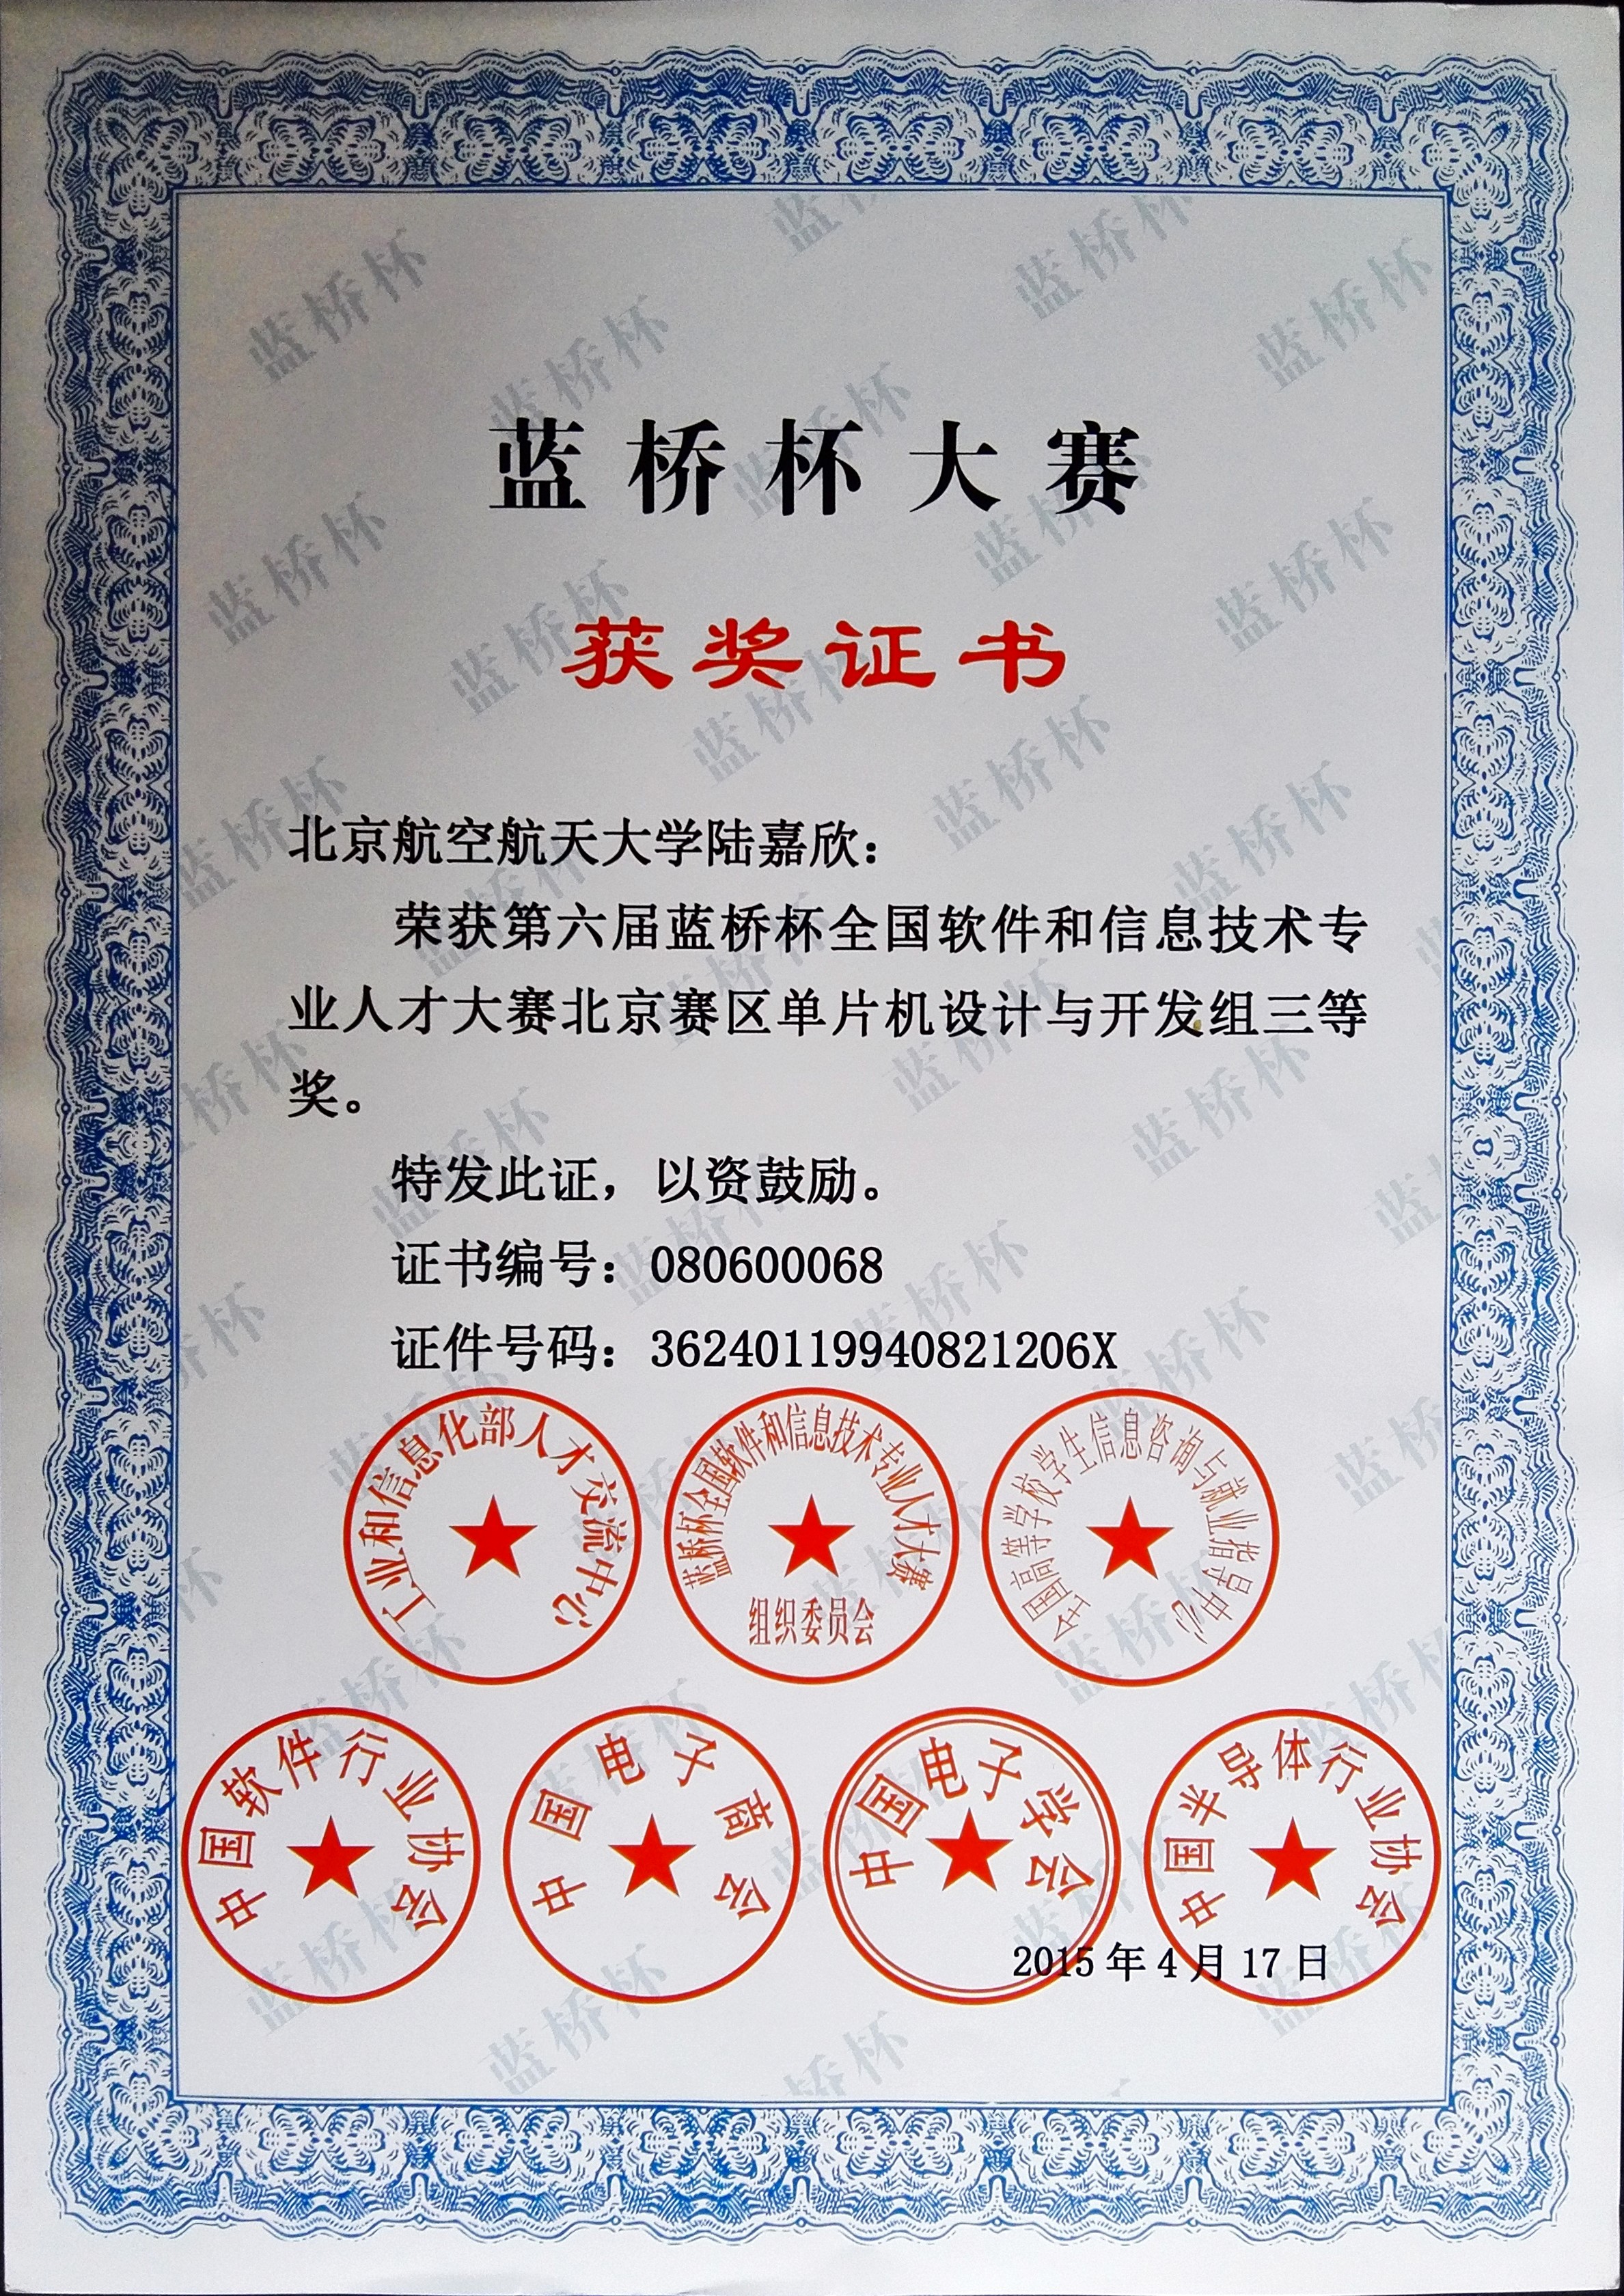 蓝桥杯大赛
获奖证书
北京航空航天大学陆嘉欣：
荣获第六届蓝桥杯全国软件和信息技术专
业人才大赛北京赛区单片机设计与开发组三等
奖。
特发此证，以资鼓励。
证书编号：080600068
证件号码：36240119940821206X
工业和信息化部人才交流中心
蓝桥杯全国软件和信息技术专业人才大赛
组织委员会
全国高等学校学生信息咨询与就业指导中心
中国软件行业协会
中国电子商会
中国电子学会
中国半导体行业协会
2015年4月17日
蓝桥杯